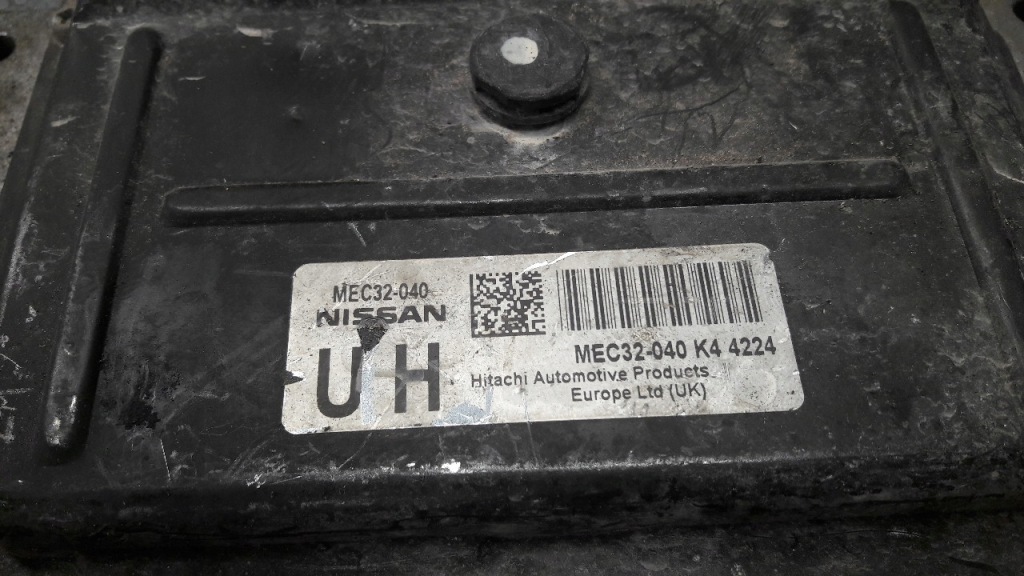 MEC32-040
NISSAN
UH
MEC32-040 K4 4224
Hitachi Automotive Products
Europe Ltd (UK)